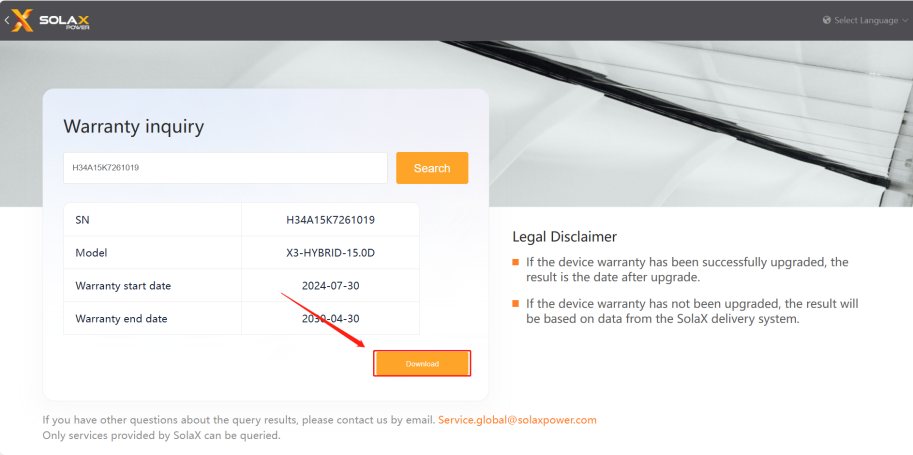 SOLAX
POWER
Select Language
Warranty inquiry
H34A15K7261019
Search
SN H34A15K7261019
Model X3-HYBRID-15.0D
Warranty start date 2024-07-30
Warranty end date 2030-04-30
Download
Legal Disclaimer
If the device warranty has been successfully upgraded, the
result is the date after upgrade.
If the device warranty has not been upgraded, the result will
be based on data from the SolaX delivery system.
If you have other questions about the query results, please contact us by email. Service.global@solaxpower.com
Only services provided by SolaX can be queried.